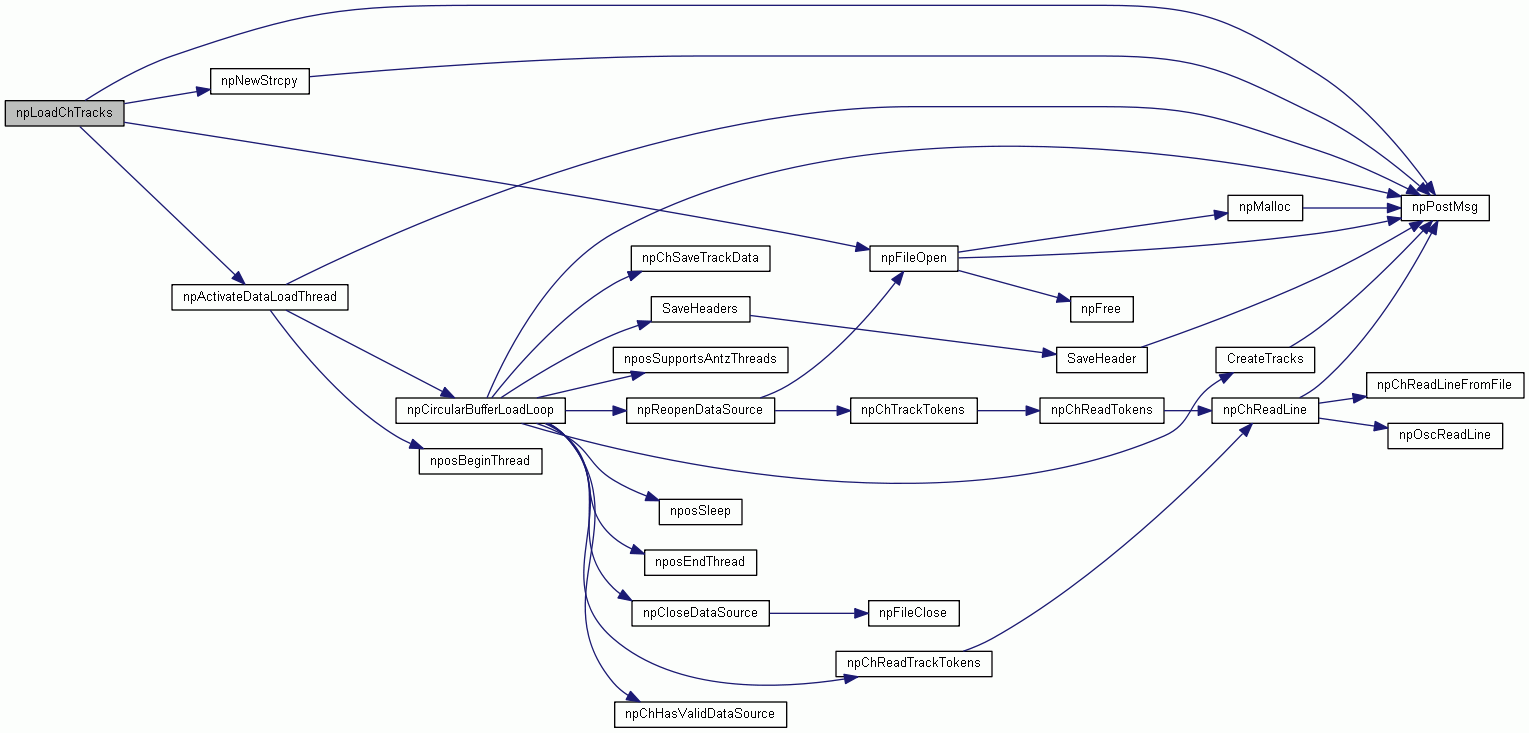 npLoadChTracks
npNewStrcpy
npActivateDataLoadThread
npCircularBufferLoadLoop
nposBeginThread
npChSaveTrackData
SaveHeaders
nposSupportsAntzThreads
npReopenDataSource
nposSleep
nposEndThread
npCloseDataSource
npChHasValidDataSource
npFileOpen
npChTrackTokens
npFileClose
npChReadTrackTokens
npFree
SaveHeader
npChReadTokens
npMalloc
CreateTracks
npChReadLine
npPostMsg
npChReadLineFromFile
npOscReadLine